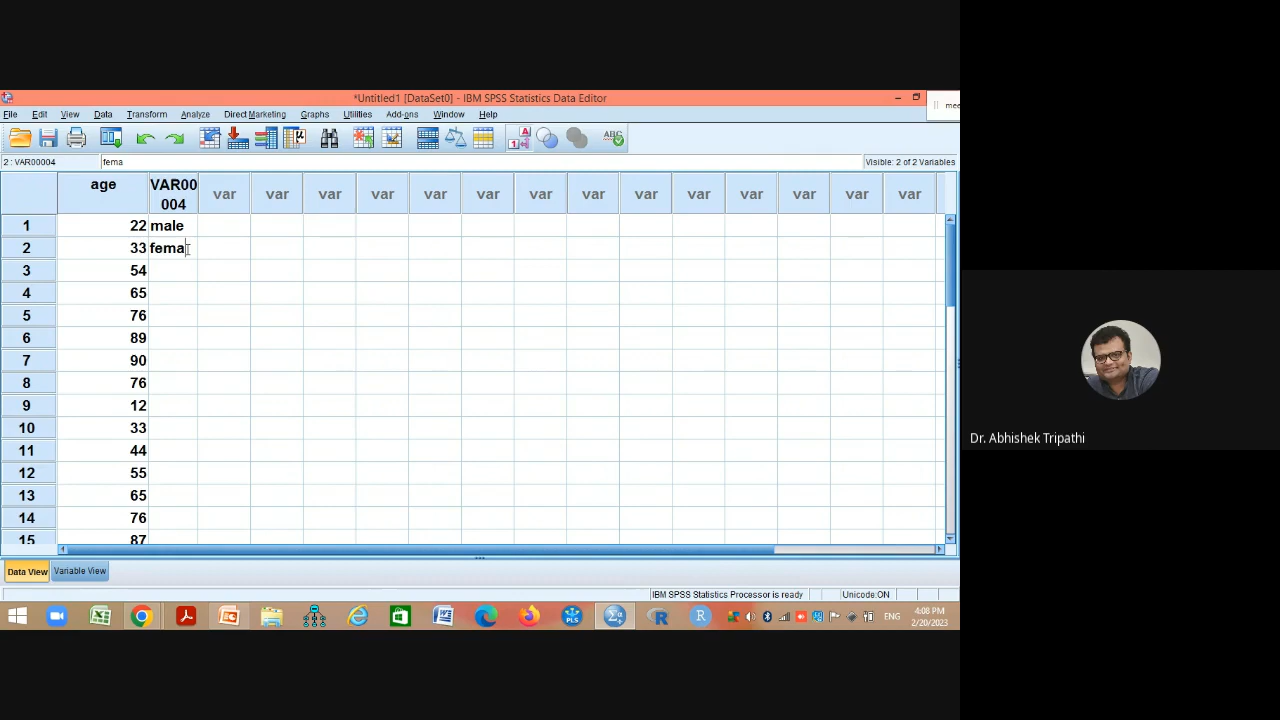 *Untitled1 [DataSet0] - IBM SPSS Statistics Data Editor
File Edit View Data Transform Analyze Direct Marketing Graphs Utilities Add-ons Window Help
2 : VAR00004 fema Visible: 2 of 2 Variables
age VAR00 004 var var var var var var var var var var var var var var
1 22 male
2 33 fema
3 54
4 65
5 76
6 89
7 90
8 76
9 12
10 33
11 44
12 55
13 65
14 76
15 87
Data View Variable View
IBM SPSS Statistics Processor is ready Unicode:ON
ENG 4:08 PM
2/20/2023
Dr. Abhishek Tripathi